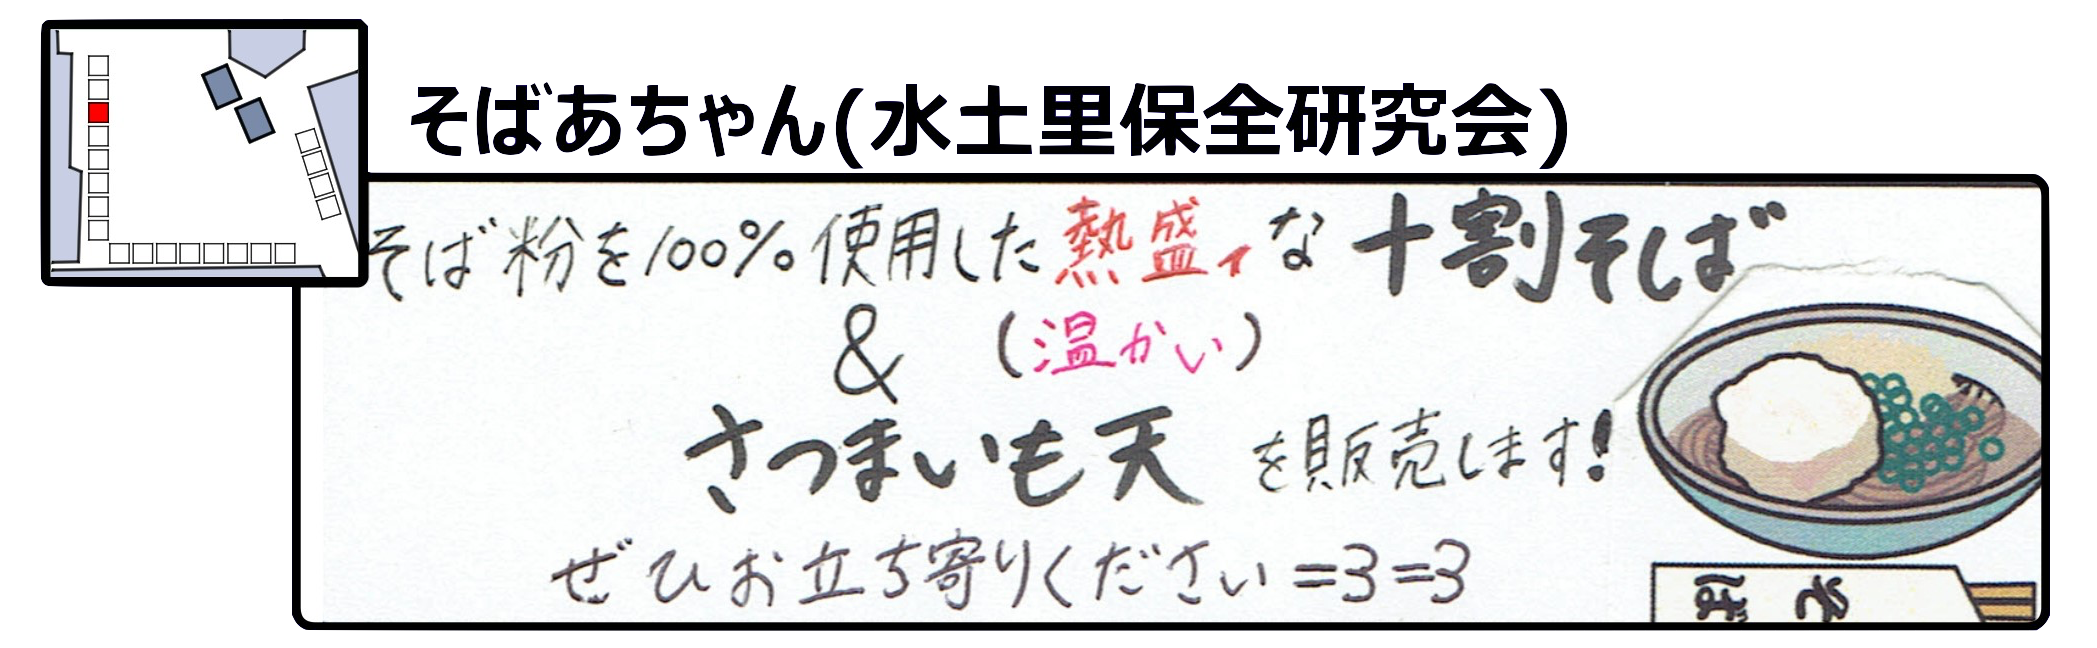 そばあちゃん(水土里保全研究会)
そば粉を100%使用した熱盛ィな十割そば
& (温かい)
さつまいも天を販売します!
ぜひお立ち寄りください=3=3
そば